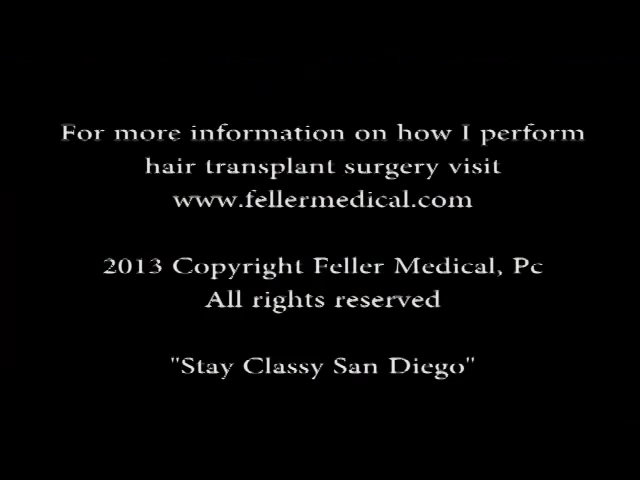 For more information on how I perform
hair transplant surgery visit
www.fellermedical.com
2013 Copyright Feller Medical, Pc
All rights reserved
"Stay Classy San Diego"